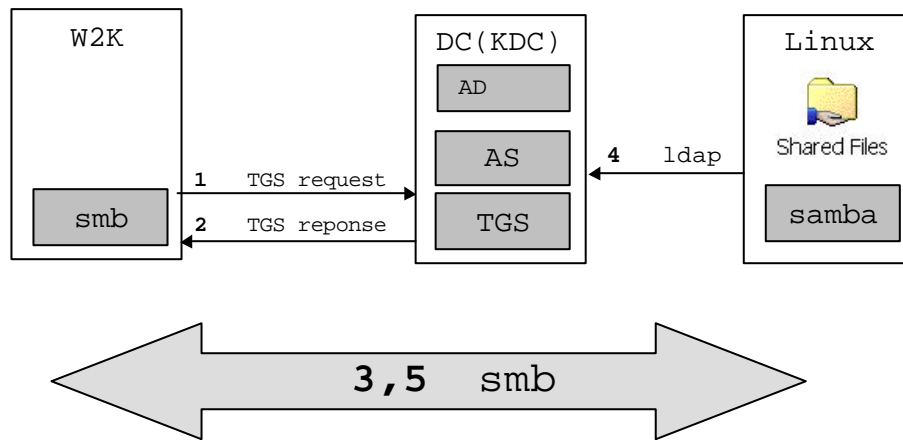 W2K
smb
1 TGS request
2 TGS reponse
DC(KDC)
AD
AS
TGS
4 ldap
Linux
Shared Files
samba
3,5 smb